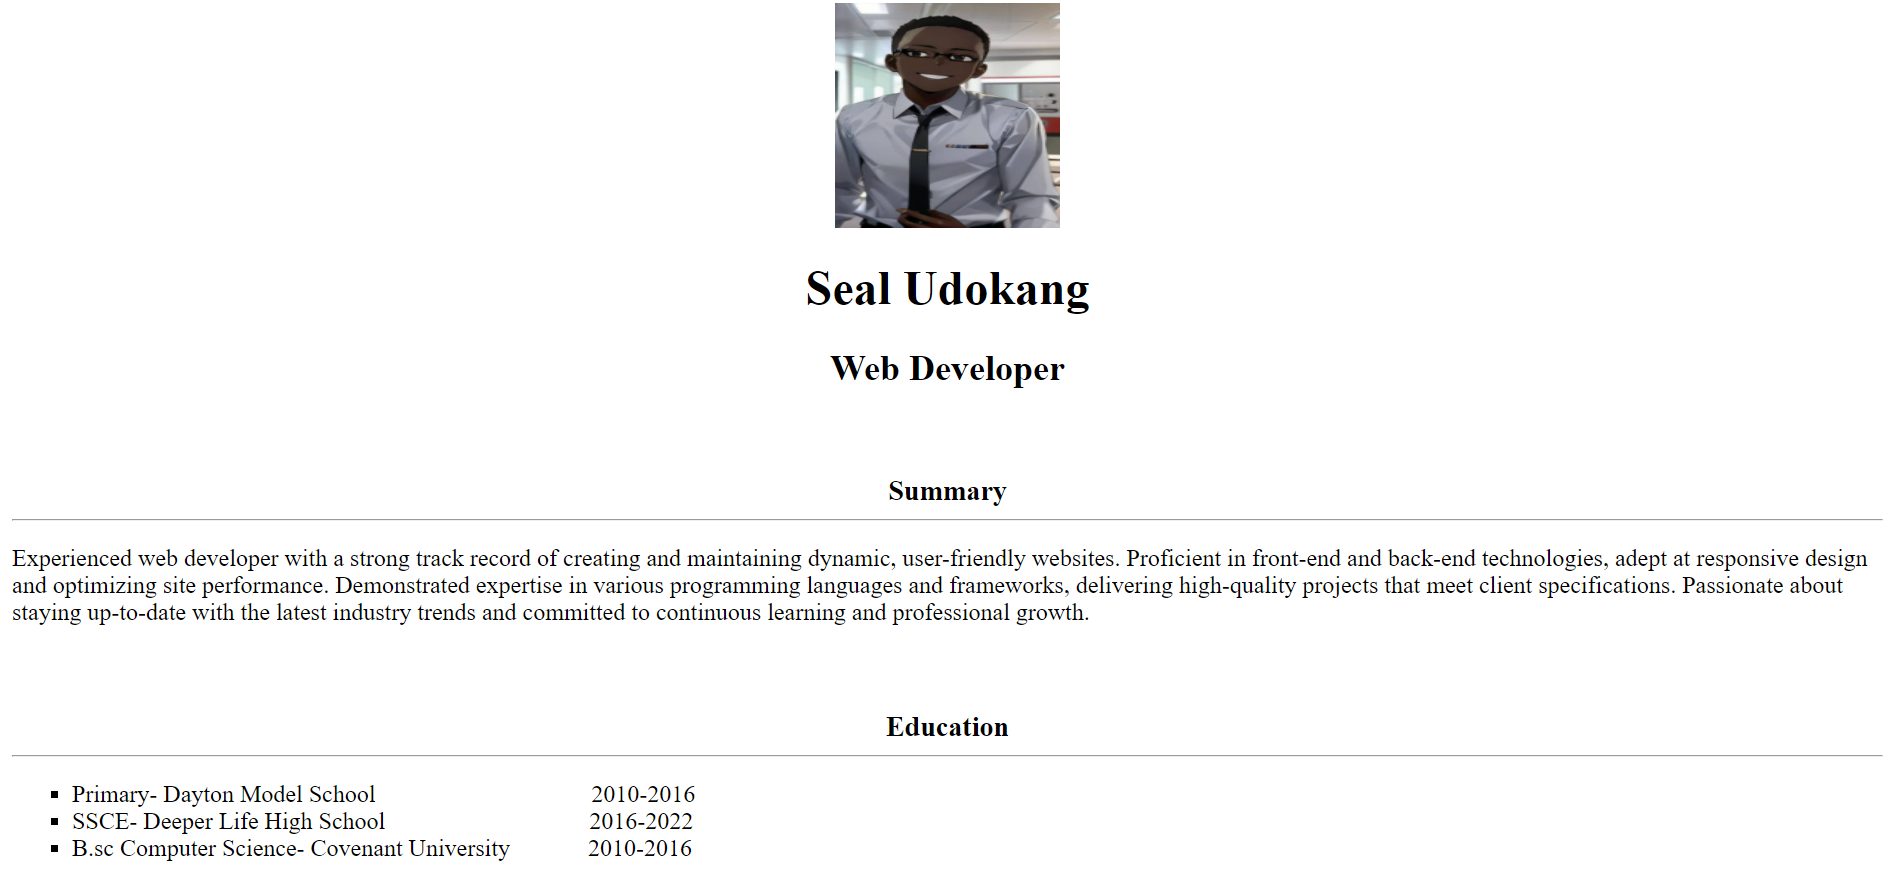 Seal Udokang
Web Developer
Summary
Experienced web developer with a strong track record of creating and maintaining dynamic, user-friendly websites. Proficient in front-end and back-end technologies, adept at responsive design
and optimizing site performance. Demonstrated expertise in various programming languages and frameworks, delivering high-quality projects that meet client specifications. Passionate about
staying up-to-date with the latest industry trends and committed to continuous learning and professional growth.
Education
Primary- Dayton Model School 2010-2016
SSCE- Deeper Life High School 2016-2022
B.sc Computer Science- Covenant University 2010-2016